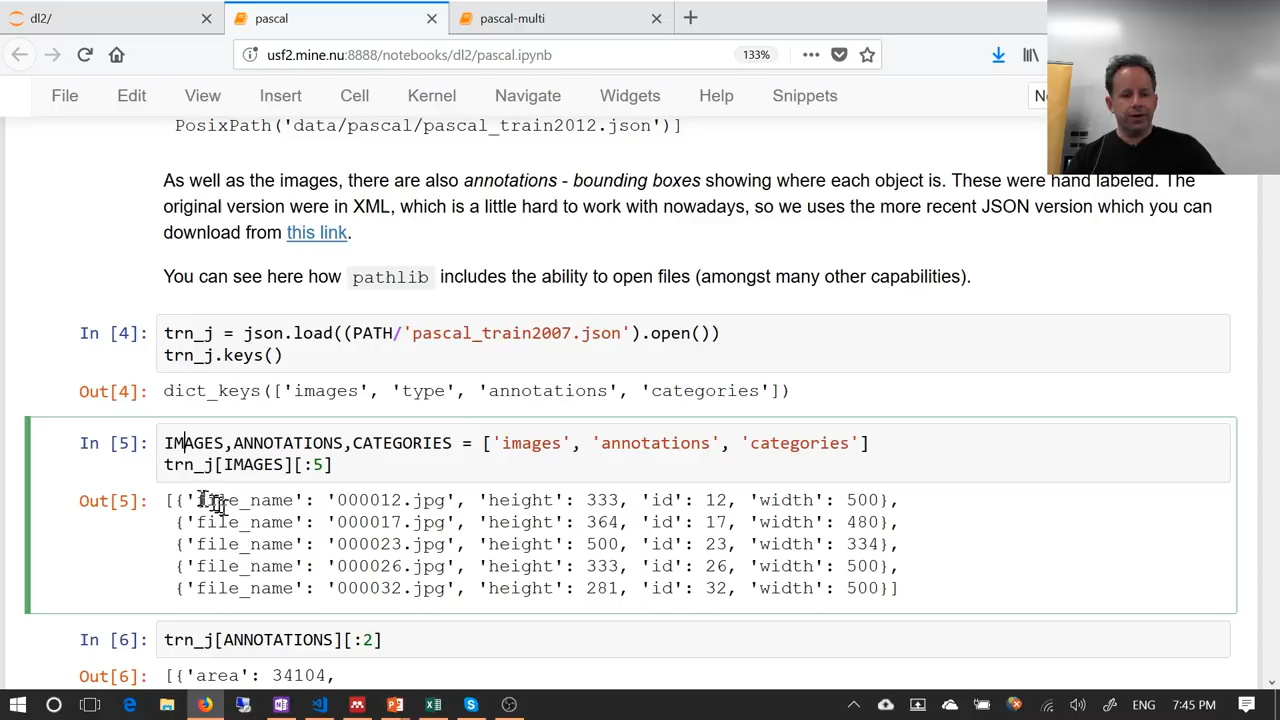 dl2/
pascal
pascal-multi
usf2.mine.nu:8888/notebooks/dl2/pascal.ipynb
133%
File Edit View Insert Cell Kernel Navigate Widgets Help Snippets
PosixPath('data/pascal/pascal_train2012.json')]
As well as the images, there are also annotations - bounding boxes showing where each object is. These were hand labeled. The
original version were in XML, which is a little hard to work with nowadays, so we uses the more recent JSON version which you can
download from this link.
You can see here how pathlib includes the ability to open files (amongst many other capabilities).
In [4]: trn_j = json.load((PATH/'pascal_train2007.json').open())
trn_j.keys()
Out[4]: dict_keys(['images', 'type', 'annotations', 'categories'])
In [5]: IMAGES,ANNOTATIONS,CATEGORIES = ['images', 'annotations', 'categories']
trn_j[IMAGES][:5]
Out[5]: [{'file_name': '000012.jpg', 'height': 333, 'id': 12, 'width': 500},
{'file_name': '000017.jpg', 'height': 364, 'id': 17, 'width': 480},
{'file_name': '000023.jpg', 'height': 500, 'id': 23, 'width': 334},
{'file_name': '000026.jpg', 'height': 333, 'id': 26, 'width': 500},
{'file_name': '000032.jpg', 'height': 281, 'id': 32, 'width': 500}]
In [6]: trn_j[ANNOTATIONS][:2]
Out[6]: [{'area': 34104,
ENG 7:45 PM